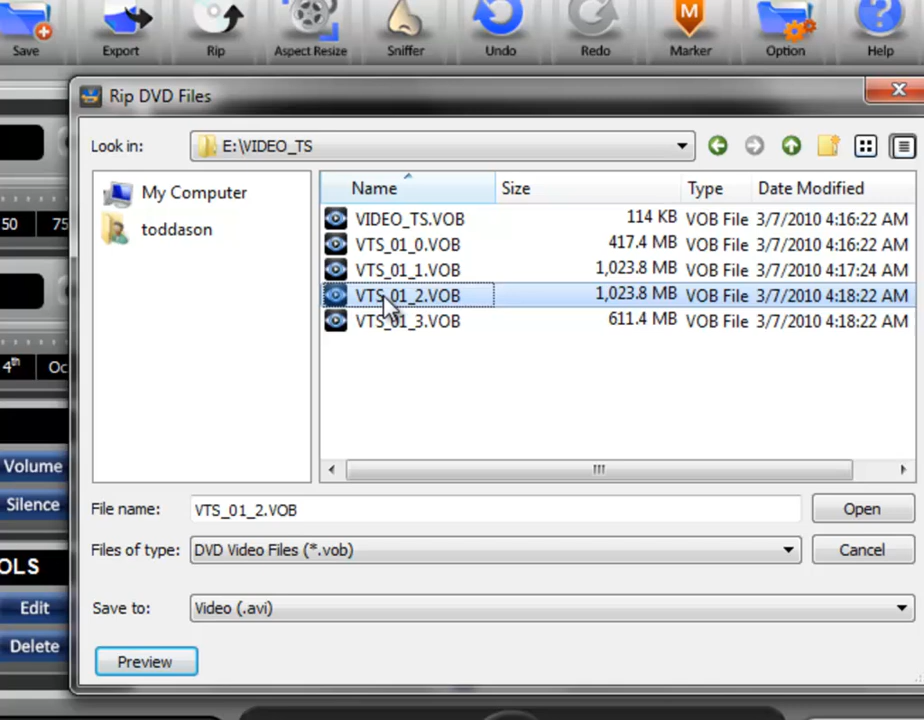 Save Export Rip Aspect Resize Sniffer Undo Redo Marker Option Help
M ?
Rip DVD Files
Look in: E:\VIDEO_TS
My Computer
toddason
Name Size Type Date Modified
VIDEO_TS.VOB 114 KB VOB File 3/7/2010 4:16:22 AM
VTS_01_0.VOB 417.4 MB VOB File 3/7/2010 4:16:22 AM
VTS_01_1.VOB 1,023.8 MB VOB File 3/7/2010 4:17:24 AM
VTS_01_2.VOB 1,023.8 MB VOB File 3/7/2010 4:18:22 AM
VTS_01_3.VOB 611.4 MB VOB File 3/7/2010 4:18:22 AM
50 75
4th Oc
Volume
Silence
OLS
Edit
Delete
File name: VTS_01_2.VOB Open
Files of type: DVD Video Files (*.vob) Cancel
Save to: Video (.avi)
Preview